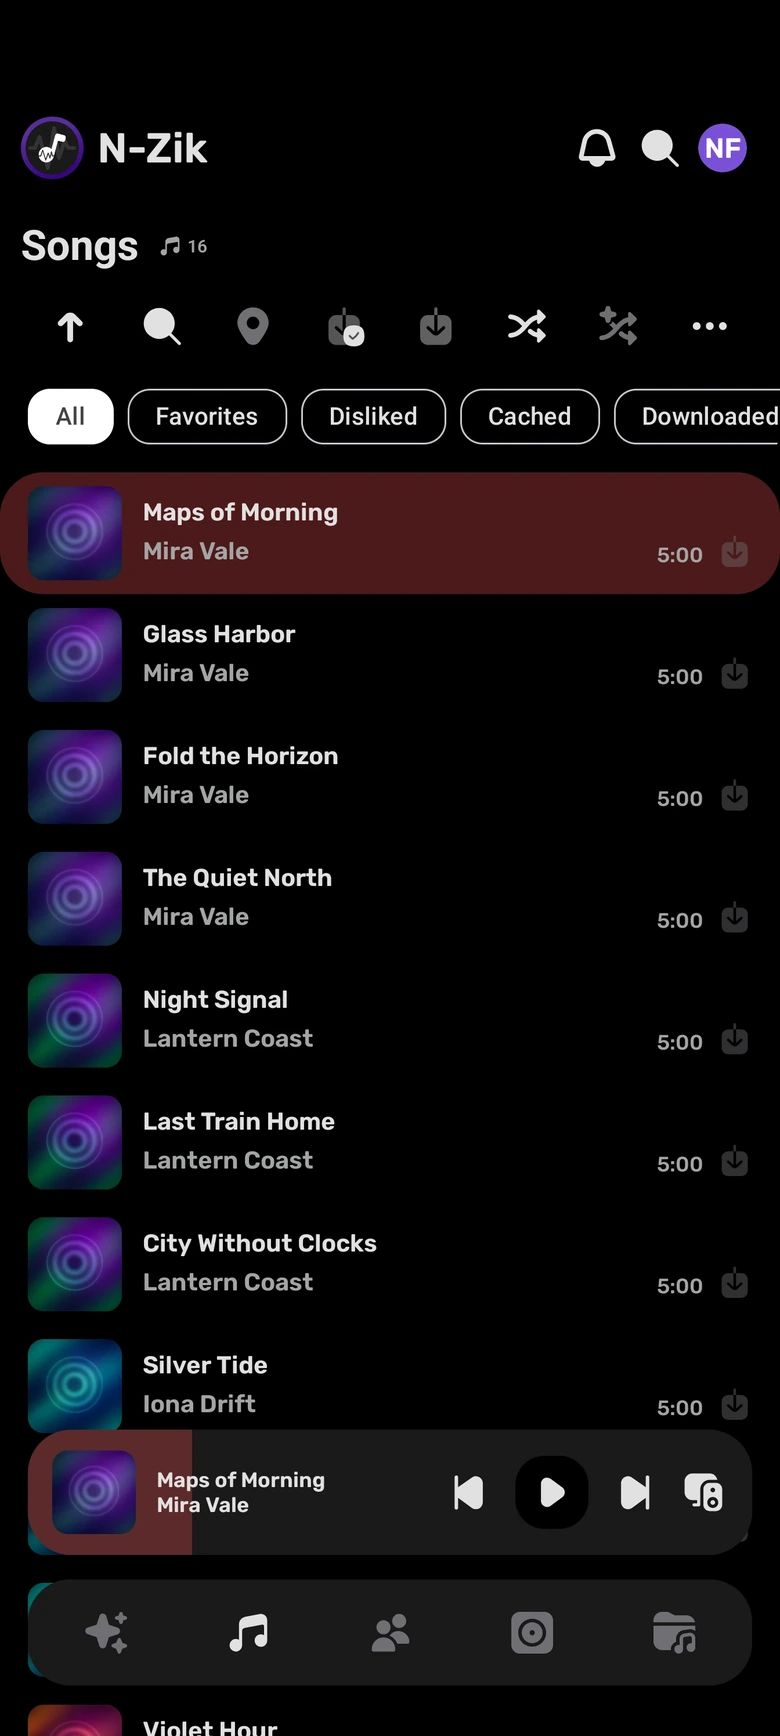 N-Zik
NF
Songs
16
All
Favorites
Disliked
Cached
Downloaded
Maps of Morning
Mira Vale
5:00
Glass Harbor
Mira Vale
5:00
Fold the Horizon
Mira Vale
5:00
The Quiet North
Mira Vale
5:00
Night Signal
Lantern Coast
5:00
Last Train Home
Lantern Coast
5:00
City Without Clocks
Lantern Coast
5:00
Silver Tide
Iona Drift
5:00
Maps of Morning
Mira Vale
Violet Hour